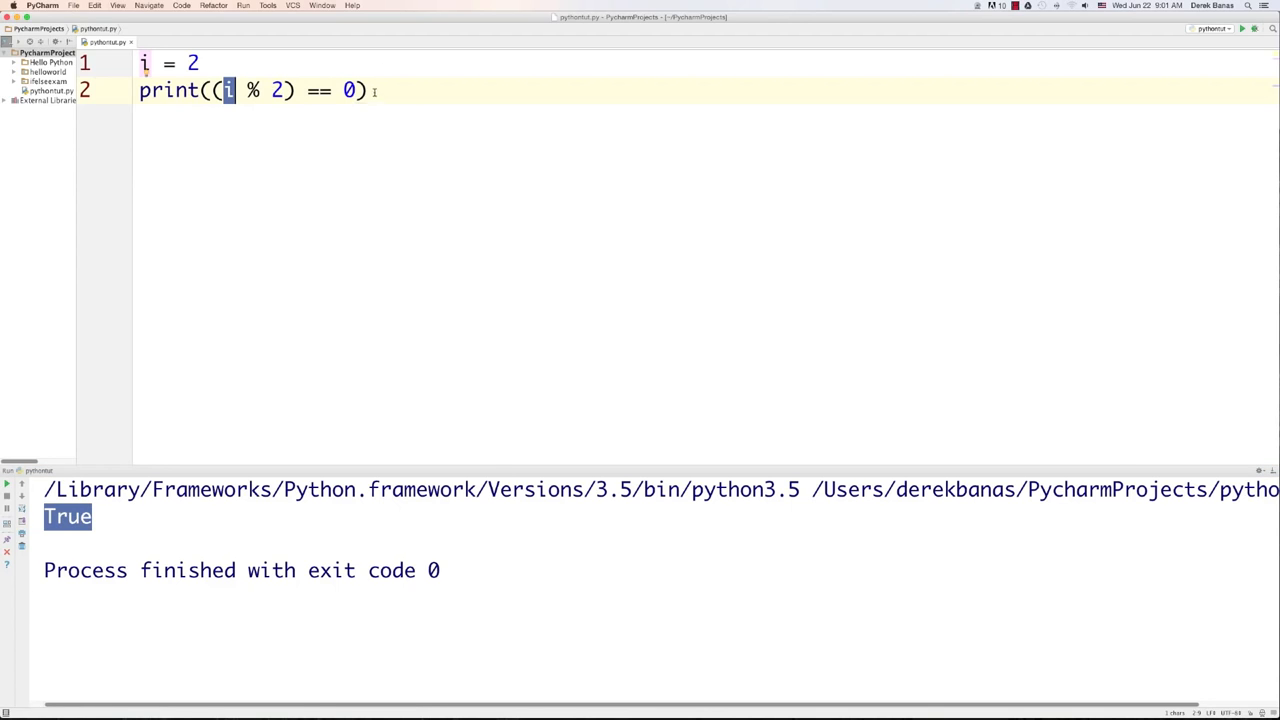 PyCharm File Edit View Navigate Code Refactor Run Tools VCS Window Help 10 Wed Jun 22 9:01 AM Derek Banas
pythontut.py - PycharmProjects - [~/PycharmProjects]
PycharmProjects pythontut.py pythontut
pythontut.py
PycharmProject
Hello Python
helloworld
ifelseexam
pythontut.py
External Librarie
1 i = 2
2 print((i % 2) == 0)
Run pythontut
/Library/Frameworks/Python.framework/Versions/3.5/bin/python3.5 /Users/derekbanas/PycharmProjects/pytho
True
Process finished with exit code 0
1 chars 2:9 LF÷ UTF-8÷